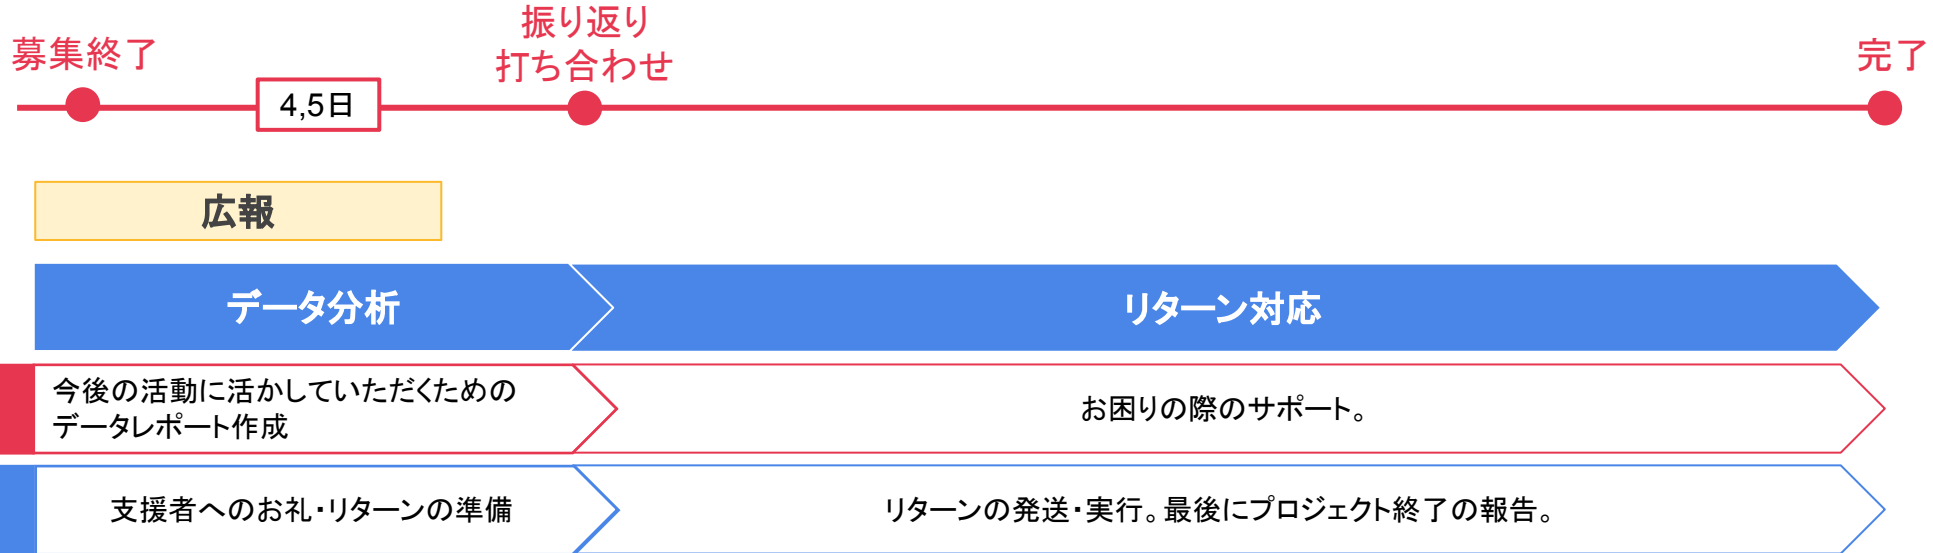 募集終了
振り返り
打ち合わせ
完了
4,5日
広報
データ分析
リターン対応
今後の活動に活かしていただくための
データレポート作成
お困りの際のサポート。
支援者へのお礼・リターンの準備
リターンの発送・実行。最後にプロジェクト終了の報告。